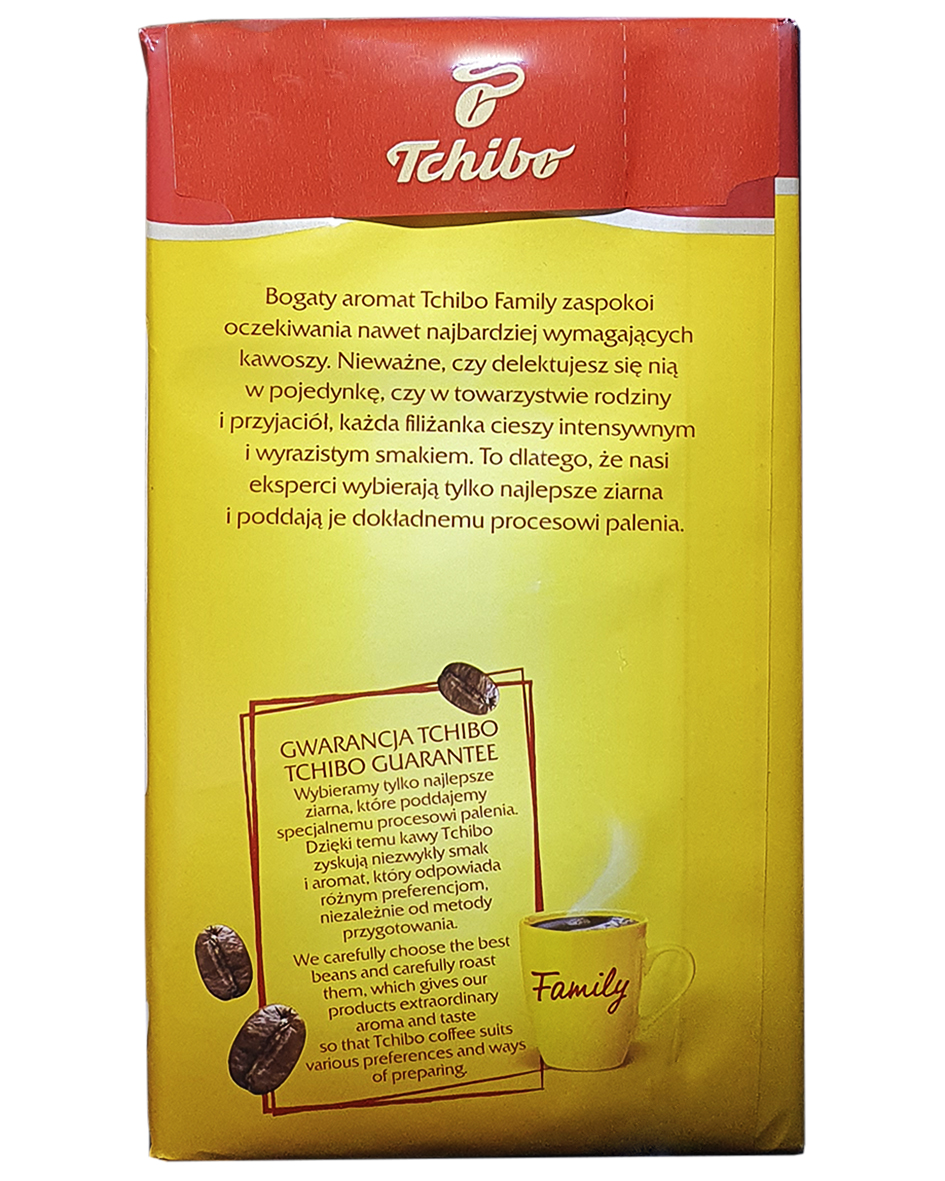 Tchibo
Bogaty aromat Tchibo Family zaspokoi
oczekiwania nawet najbardziej wymagających
kawoszy. Nieważne, czy delektujesz się nią
w pojedynkę, czy w towarzystwie rodziny
i przyjaciół, każda filiżanka cieszy intensywnym
i wyrazistym smakiem. To dlatego, że nasi
eksperci wybierają tylko najlepsze ziarna
i poddają je dokładnemu procesowi palenia.
GWARANCJA TCHIBO
TCHIBO GUARANTEE
Wybieramy tylko najlepsze
ziarna, które poddajemy
specjalnemu procesowi palenia.
Dzięki temu kawy Tchibo
zyskują niezwykły smak
i aromat, który odpowiada
różnym preferencjom,
niezależnie od metody
przygotowania.
We carefully choose the best
beans and carefully roast
them, which gives our
products extraordinary
aroma and taste
so that Tchibo coffee suits
various preferences and ways
of preparing.
Family